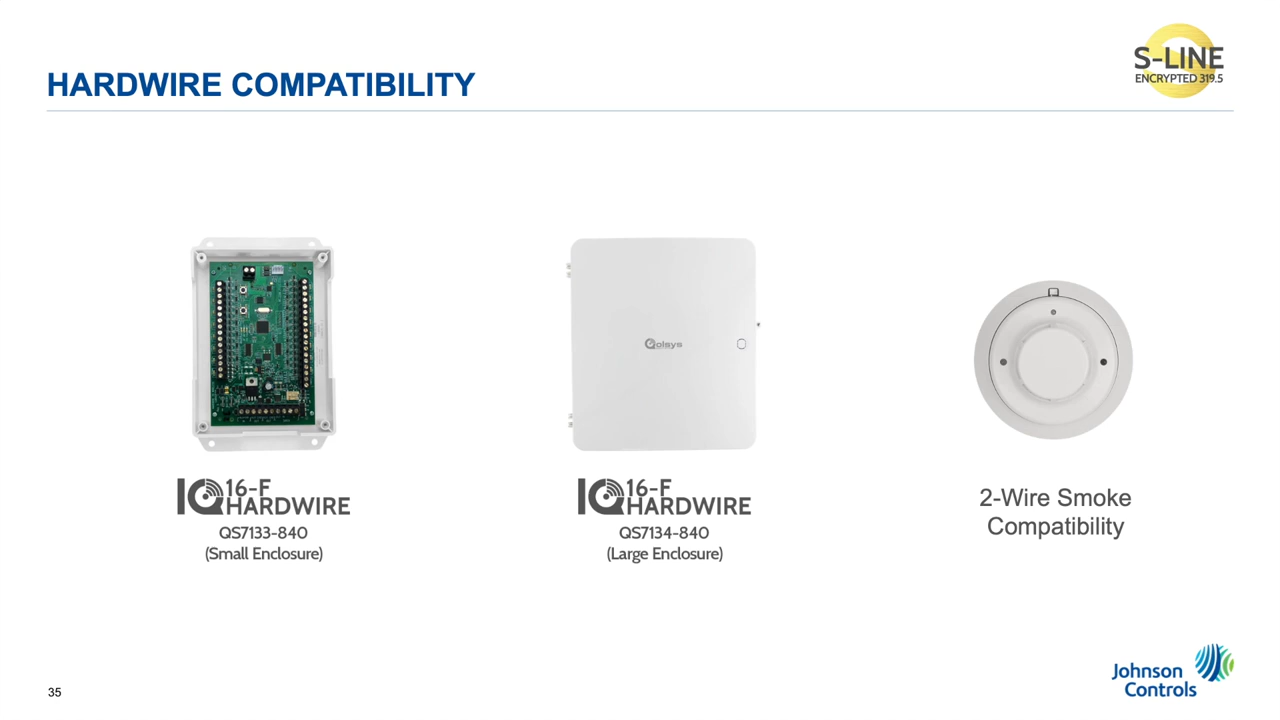 S-LINE
ENCRYPTED 319.5
HARDWIRE COMPATIBILITY
Qolsys
IQ 16-F
HARDWIRE
QS7133-840
(Small Enclosure)
IQ 16-F
HARDWIRE
QS7134-840
(Large Enclosure)
2-Wire Smoke
Compatibility
35
Johnson
Controls